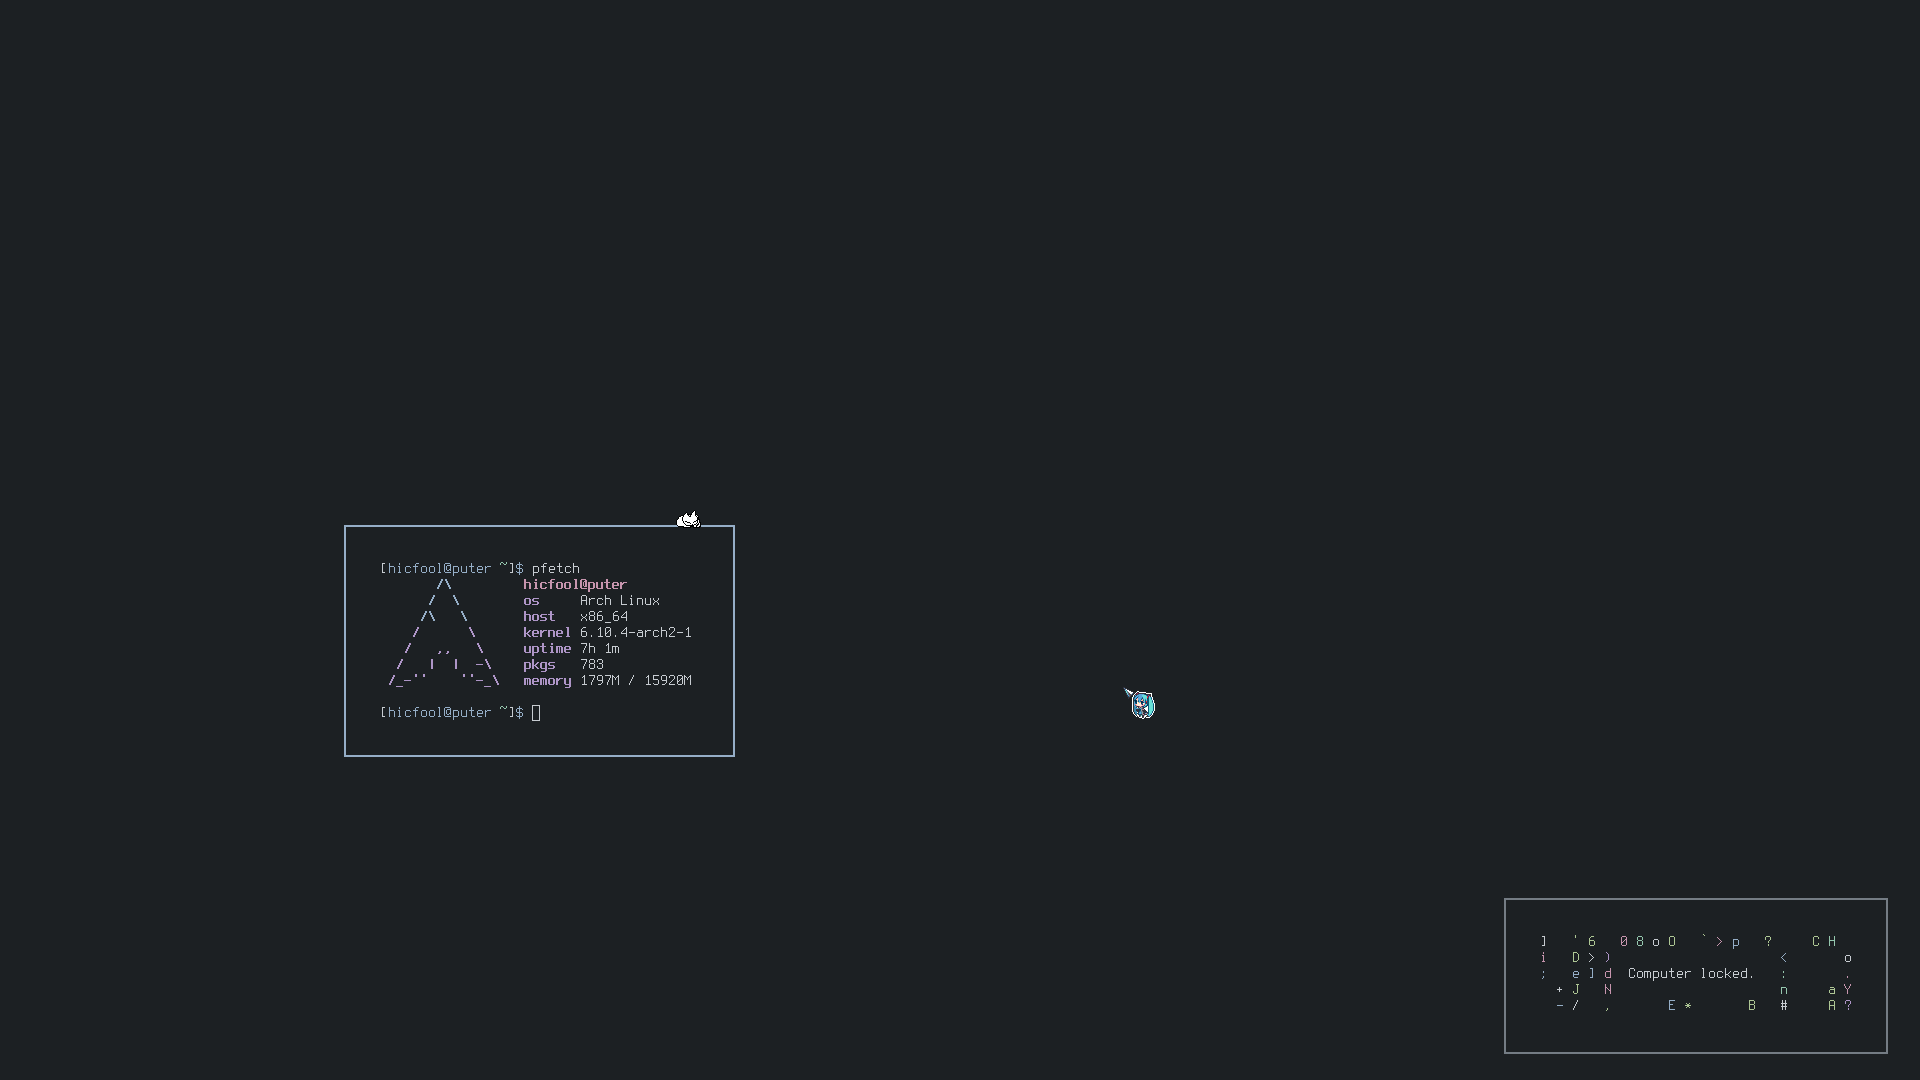 [hicfool@puter ~]$ pfetch
/\ hicfool@puter
/ \ os Arch Linux
/\ \ host x86_64
/ \ kernel 6.10.4-arch2-1
/ ,, \ uptime 7h 1m
/ | | -\ pkgs 783
/_-'' ''-_\ memory 1797M / 15920M
[hicfool@puter ~]$
] ' 6 0 8 o O ` > p ? C H
i D > ) < o
; e ] d Computer locked. : .
+ J N n a Y
- / , E * B # A ?